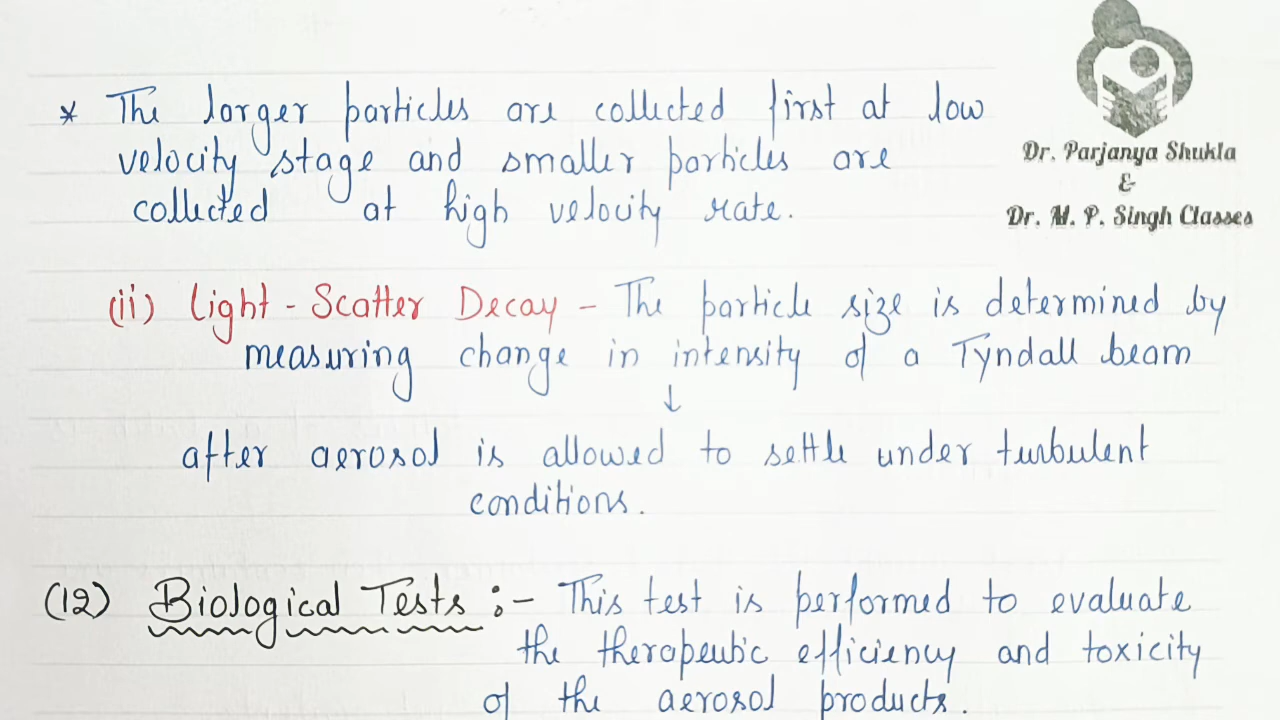 * The larger particles are collected first at low
velocity stage and smaller particles are
collected at high velocity rate.
Dr. Parjanya Shukla
&
Dr. M. P. Singh Classes
(ii) Light - Scatter Decay - The particle size is determined by
measuring change in intensity of a Tyndall beam
↓
after aerosol is allowed to settle under turbulent
conditions.
(12) Biological Tests :- This test is performed to evaluate
the therapeutic efficiency and toxicity
of the aerosol products.